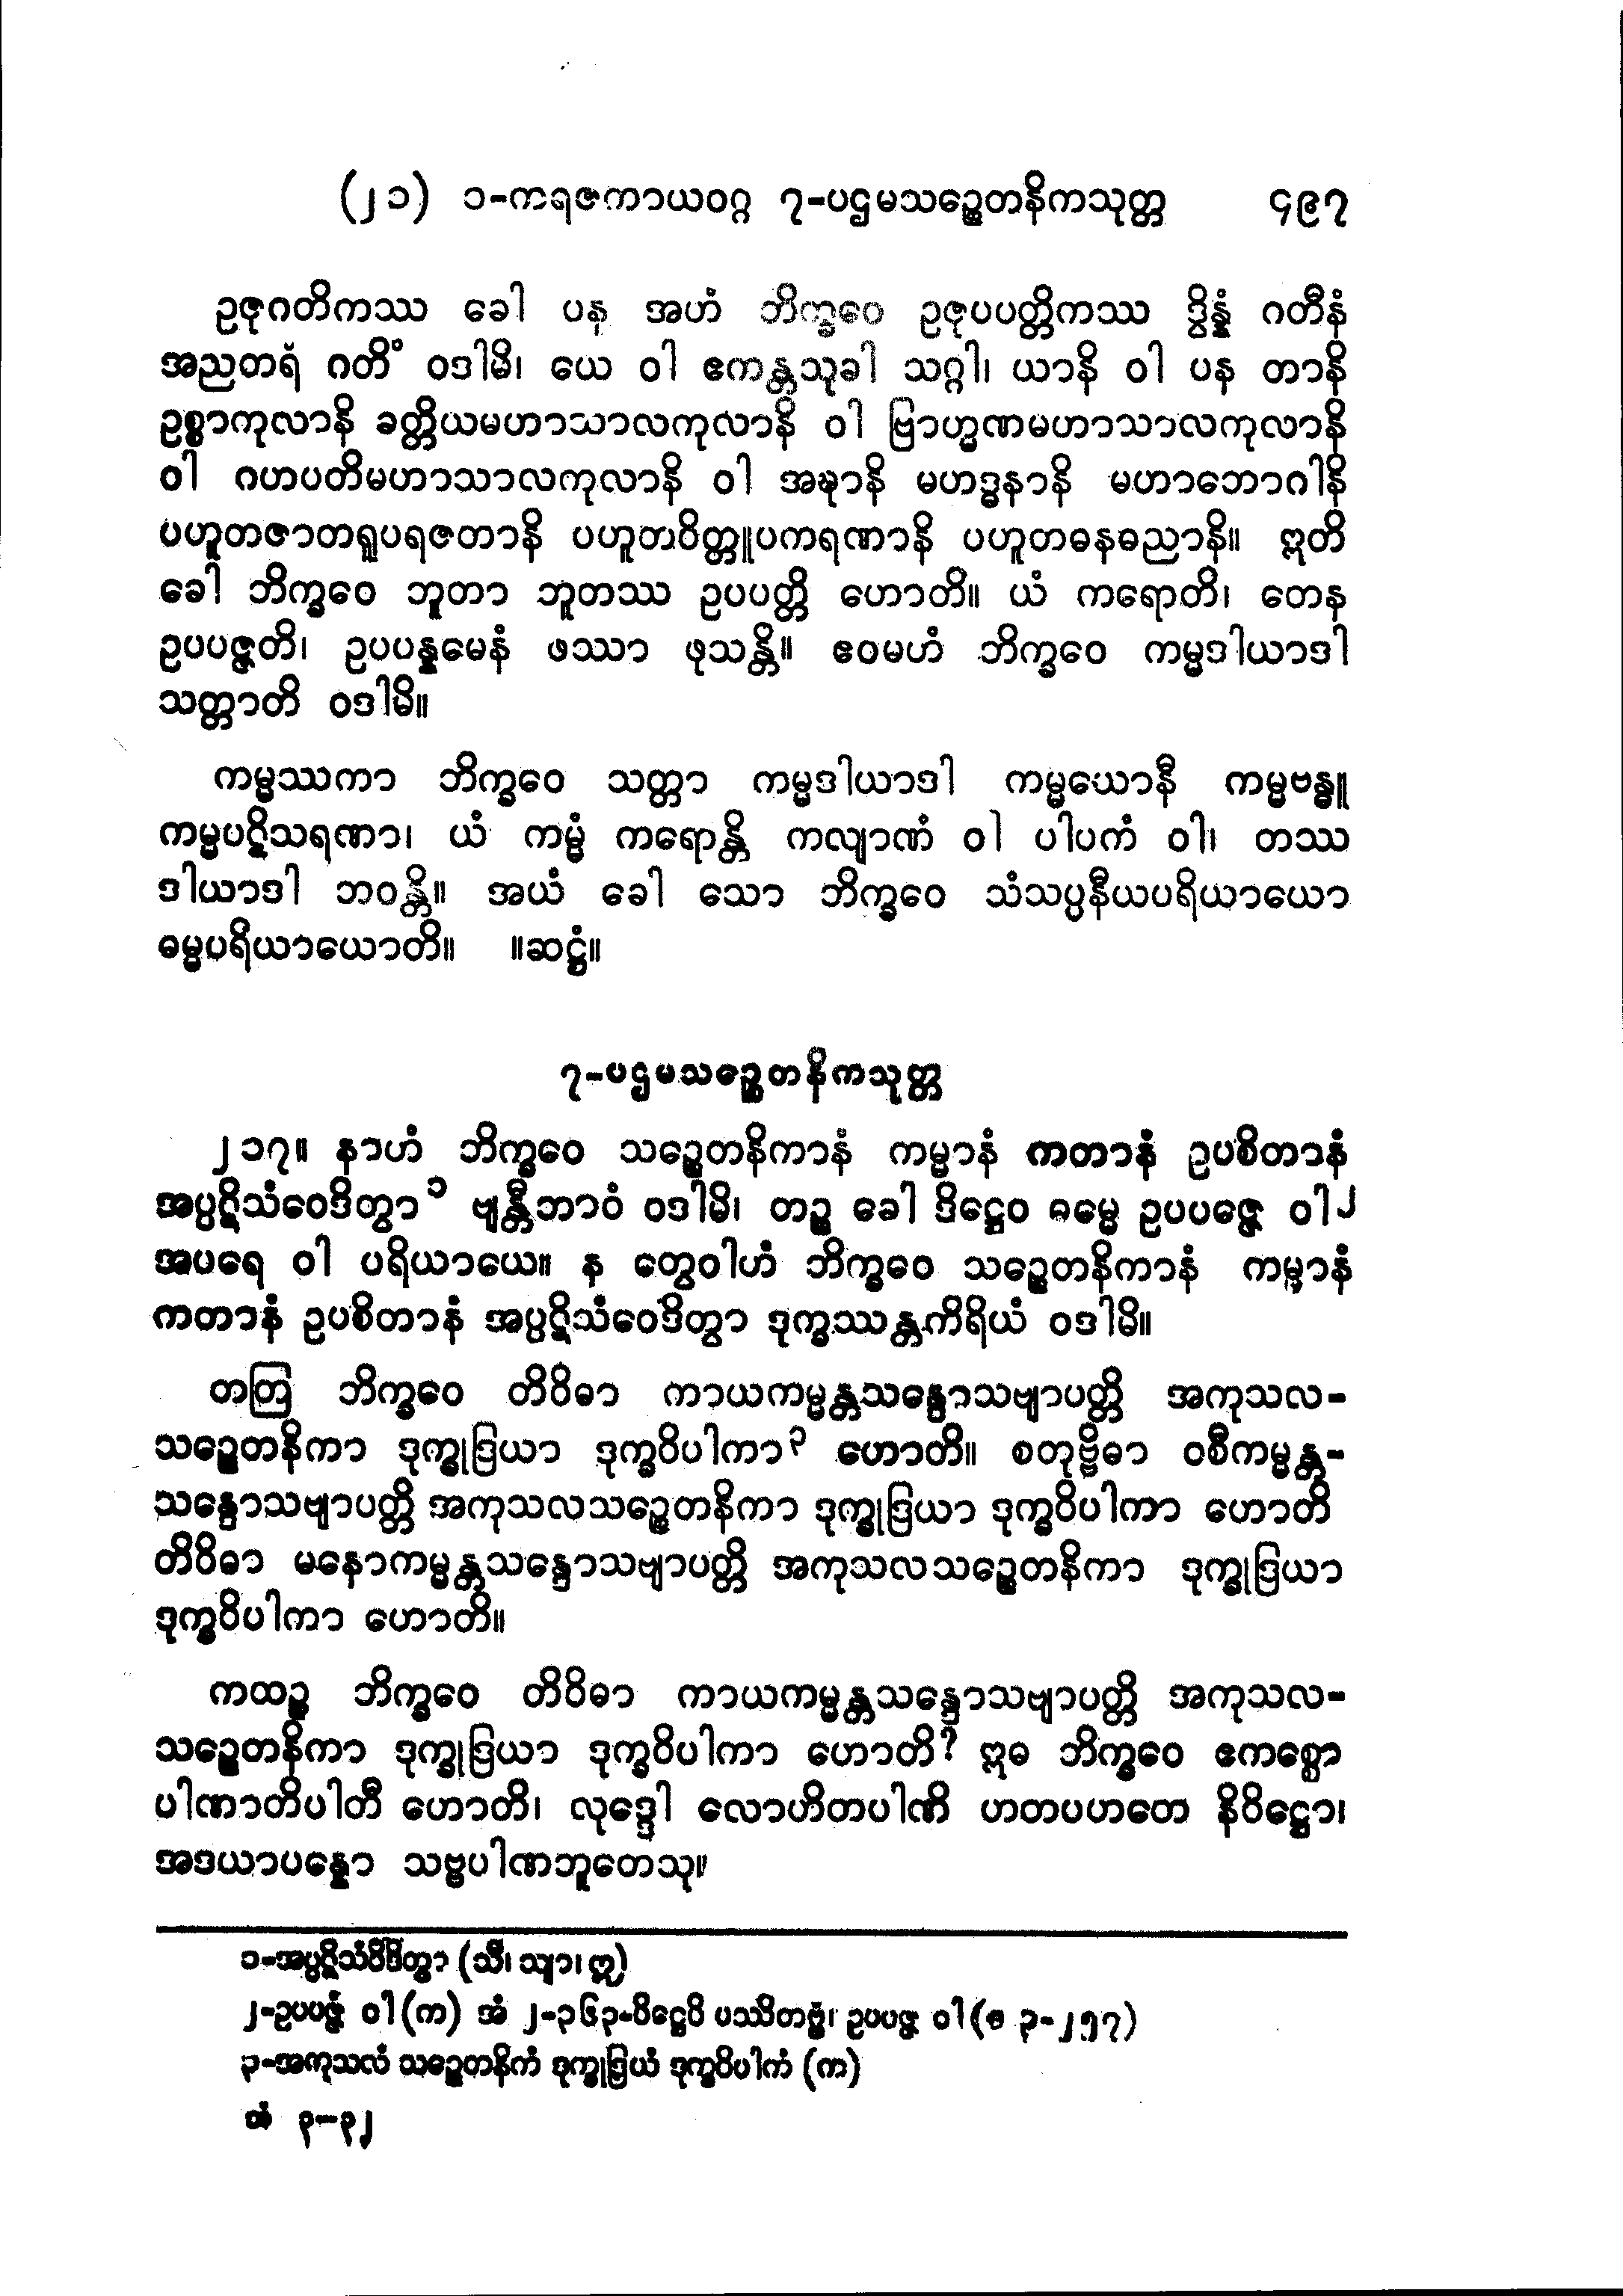 (၂၁) ၁-ကရဇကာယဝဂ္ဂ ၇-ပဌမသဉ္စေတနိကသုတ္တ ၄၉၇
ဥဇုဂတိကဿ ခေါ ပန အဟံ ဘိက္ခဝေ ဥဇုပပတ္တိကဿ ဒွိန္နံ ဂတီနံ
အညတရံ ဂတိံ ဝဒါမိ၊ ယေ ဝါ ဧကန္တသုခါ သဂ္ဂါ၊ ယာနိ ဝါ ပန တာနိ
ဥစ္စာကုလာနိ ခတ္တိယမဟာသာလကုလာနိ ဝါ ဗြာဟ္မဏမဟာသာလကုလာနိ
ဝါ ဂဟပတိမဟာသာလကုလာနိ ဝါ အဍ္ဎာနိ မဟဒ္ဓနာနိ မဟာဘောဂါနိ
ပဟူတဇာတရူပရဇတာနိ ပဟူတဝိတ္တူပကရဏာနိ ပဟူတဓနဓညာနိ။ ဣတိ
ခေါ ဘိက္ခဝေ ဘူတာ ဘူတဿ ဥပပတ္တိ ဟောတိ။ ယံ ကရောတိ၊ တေန
ဥပပဇ္ဇတိ၊ ဥပပန္နမေနံ ဖဿာ ဖုသန္တိ။ ဧဝမဟံ ဘိက္ခဝေ ကမ္မဒါယာဒါ
သတ္တာတိ ဝဒါမိ။
ကမ္မဿကာ ဘိက္ခဝေ သတ္တာ ကမ္မဒါယာဒါ ကမ္မယောနီ ကမ္မဗန္ဓူ
ကမ္မပဋိသရဏာ၊ ယံ ကမ္မံ ကရောန္တိ ကလျာဏံ ဝါ ပါပကံ ဝါ၊ တဿ
ဒါယာဒါ ဘဝန္တိ။ အယံ ခေါ သော ဘိက္ခဝေ သံသပ္ပနီယပရိယာယော
ဓမ္မပရိယာယောတိ။ ။ဆဋ္ဌံ။
၇-ပဌမသဉ္စေတနိကသုတ္တ
၂၁၇။ နာဟံ ဘိက္ခဝေ သဉ္စေတနိကာနံ ကမ္မာနံ ကတာနံ ဥပစိတာနံ
အပ္ပဋိသံဝေဒိတွာ၁ ဗျန္တီဘာဝံ ဝဒါမိ၊ တဉ္စ ခေါ ဒိဋ္ဌေဝ ဓမ္မေ ဥပပဇ္ဇေ ဝါ၂
အပရေ ဝါ ပရိယာယေ။ န တွေဝါဟံ ဘိက္ခဝေ သဉ္စေတနိကာနံ ကမ္မာနံ
ကတာနံ ဥပစိတာနံ အပ္ပဋိသံဝေဒိတွာ ဒုက္ခဿန္တကိရိယံ ဝဒါမိ။
တတြ ဘိက္ခဝေ တိဝိဓာ ကာယကမ္မန္တသန္ဒောသဗျာပတ္တိ အကုသလ-
သဉ္စေတနိကာ ဒုက္ခုဒြယာ ဒုက္ခဝိပါကာ၃ ဟောတိ။ စတုဗ္ဗိဓာ ဝစီကမ္မန္တ-
သန္ဒောသဗျာပတ္တိ အကုသလသဉ္စေတနိကာ ဒုက္ခုဒြယာ ဒုက္ခဝိပါကာ ဟောတိ
တိဝိဓာ မနောကမ္မန္တသန္ဒောသဗျာပတ္တိ အကုသလသဉ္စေတနိကာ ဒုက္ခုဒြယာ
ဒုက္ခဝိပါကာ ဟောတိ။
ကထဉ္စ ဘိက္ခဝေ တိဝိဓာ ကာယကမ္မန္တသန္ဒောသဗျာပတ္တိ အကုသလ-
သဉ္စေတနိကာ ဒုက္ခုဒြယာ ဒုက္ခဝိပါကာ ဟောတိ? ဣဓ ဘိက္ခဝေ ဧကစ္စော
ပါဏာတိပါတီ ဟောတိ၊ လုဒ္ဒေါ လောဟိတပါဏိ ဟတပဟတေ နိဝိဋ္ဌော၊
အဒယာပန္နော သဗ္ဗပါဏဘူတေသု။
၁-အပ္ပဋိသံဝိဒိတွာ (သီ၊ သျာ၊ ဣ)
၂-ဥပပဇ္ဇံ ဝါ (က) အံ ၂-၃၆၃-ပိဋ္ဌေပိ ပဿိတဗ္ဗံ၊ ဥပပဇ္ဇ ဝါ ( ၃-၂၅၇)
၃-အကုသလံ သဉ္စေတနိကံ ဒုက္ခုဒြယံ ဒုက္ခဝိပါကံ (က)
အံ ၃-၃၂